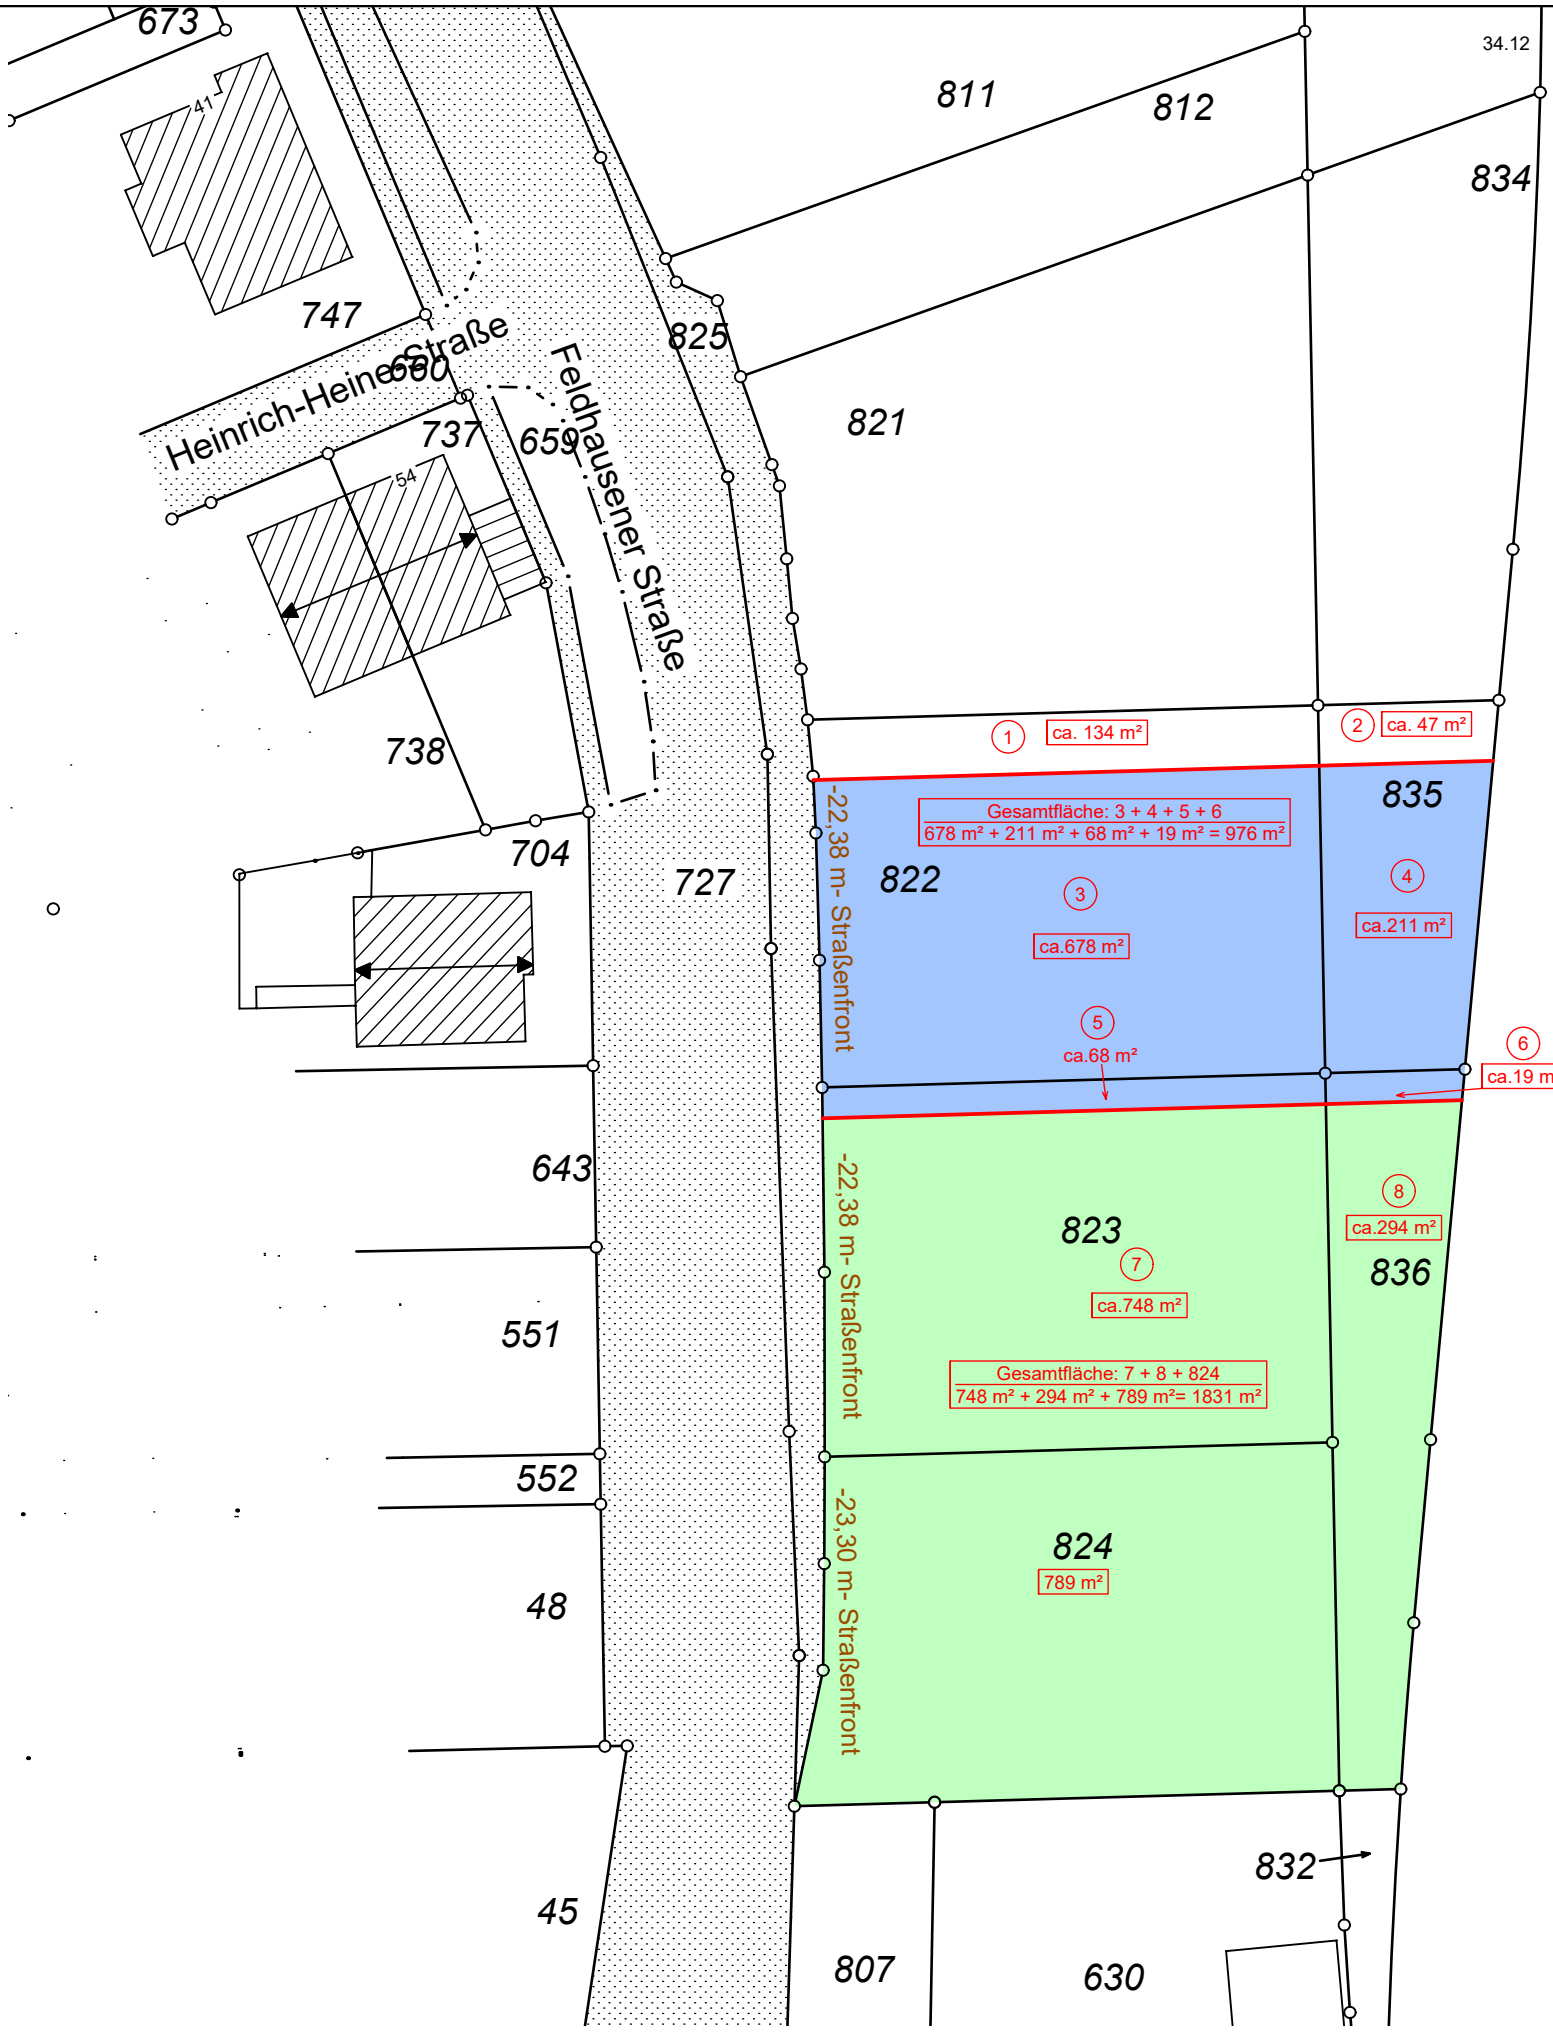 673
34.12
811
812
41
834
747
825
Heinrich-Heine-Straße
660
Feldhausener Straße
821
737
659
54
1
ca. 134 m²
2
ca. 47 m²
738
835
-22,38 m- Straßenfront
Gesamtfläche: 3 + 4 + 5 + 6
678 m² + 211 m² + 68 m² + 19 m² = 976 m²
704
727
822
3
4
ca.211 m²
ca.678 m²
5
ca.68 m²
6
ca.19 m
643
-22,38 m- Straßenfront
823
8
ca.294 m²
7
836
ca.748 m²
551
Gesamtfläche: 7 + 8 + 824
748 m² + 294 m² + 789 m²= 1831 m²
552
-23,30 m- Straßenfront
824
789 m²
48
832
45
807
630